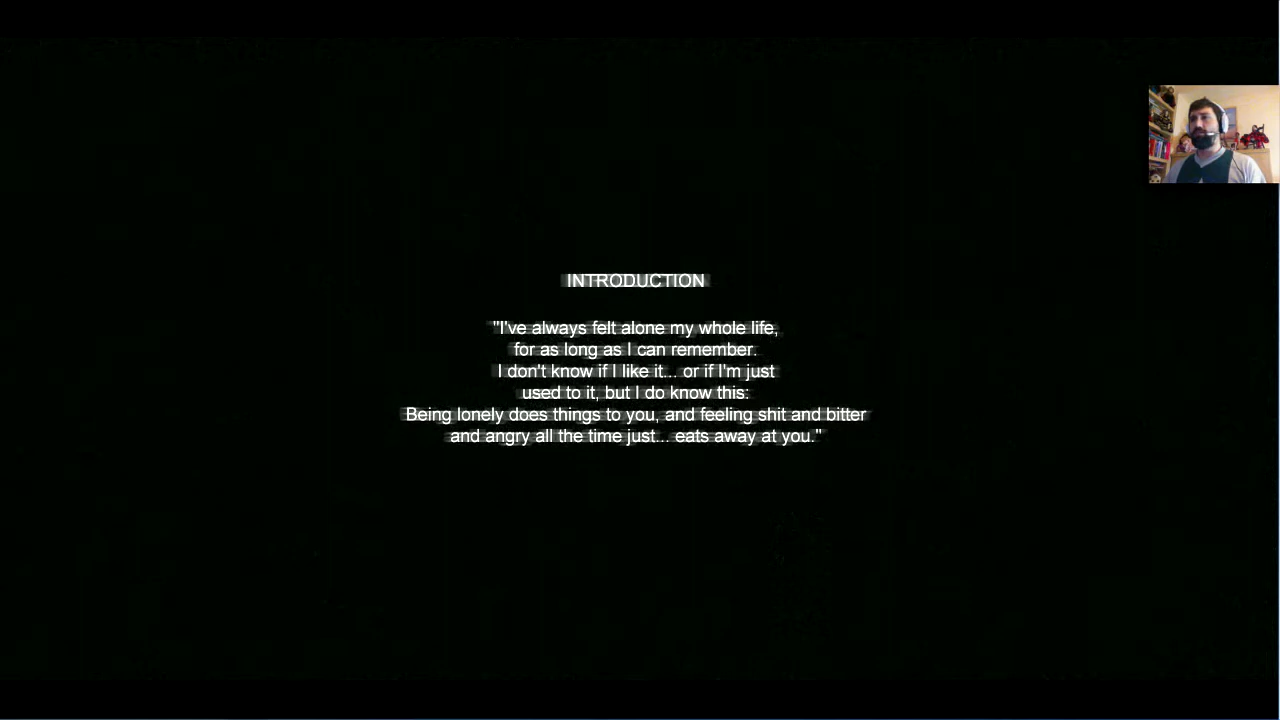 INTRODUCTION
"I've always felt alone my whole life,
for as long as I can remember.
I don't know if I like it... or if I'm just
used to it, but I do know this:
Being lonely does things to you, and feeling shit and bitter
and angry all the time just... eats away at you."